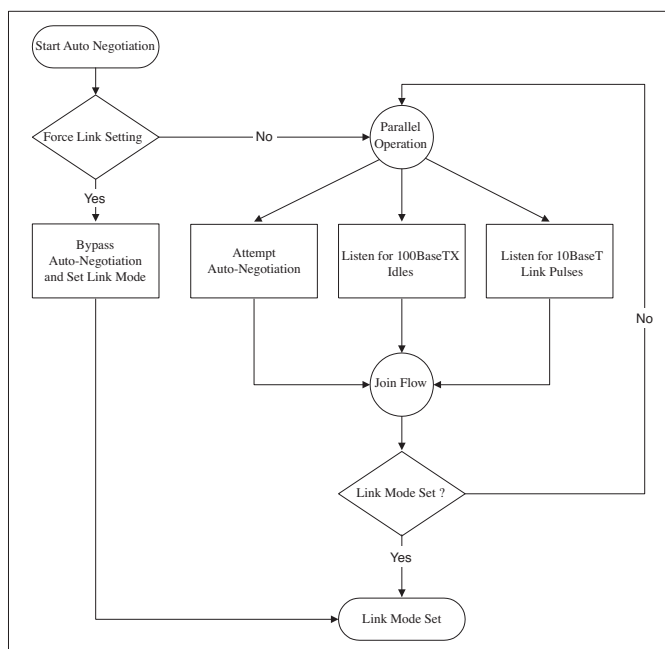 Start Auto Negotiation
Force Link Setting
No
Parallel
Operation
Yes
Bypass
Auto-Negotiation
and Set Link Mode
Attempt
Auto-Negotiation
Listen for 100BaseTX
Idles
Listen for 10BaseT
Link Pulses
No
Join Flow
Link Mode Set ?
Yes
Link Mode Set